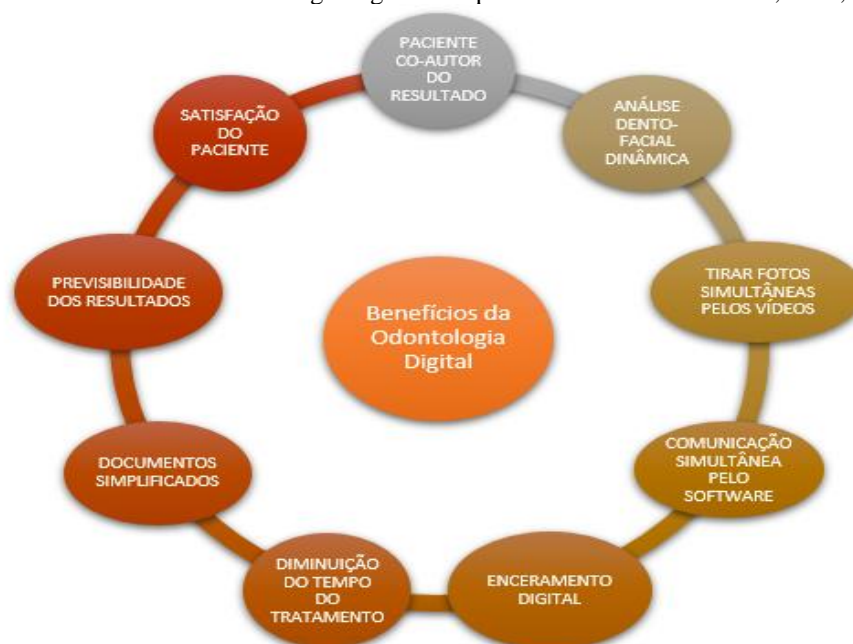 PACIENTE
CO-AUTOR
DO
RESULTADO
ANÁLISE
DENTO-
FACIAL
DINÂMICA
TIRAR FOTOS
SIMULTÂNEAS
PELOS VÍDEOS
COMUNICAÇÃO
SIMULTÂNEA
PELO
SOFTWARE
ENCERAMENTO
DIGITAL
DIMINUIÇÃO
DO TEMPO
DO
TRATAMENTO
DOCUMENTOS
SIMPLIFICADOS
PREVISIBILIDADE
DOS RESULTADOS
SATISFAÇÃO
DO
PACIENTE
Benefícios da
Odontologia
Digital